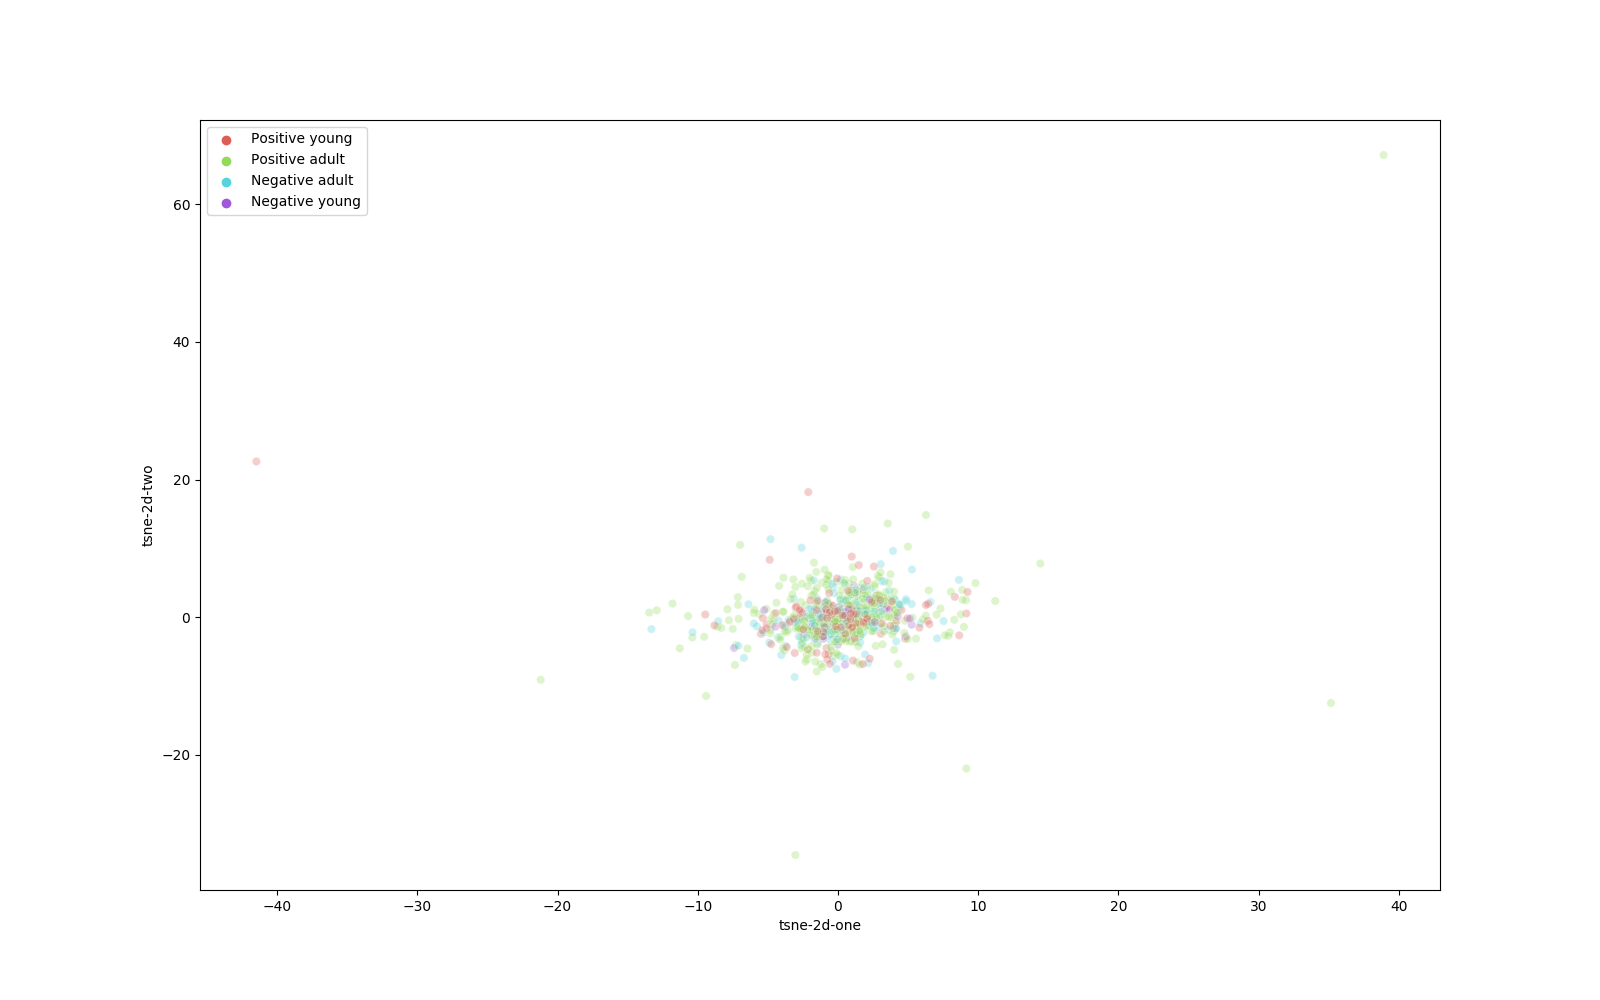 Positive young
Positive adult
Negative adult
Negative young
60
40
20
0
−20
tsne-2d-two
−40
−30
−20
−10
0
10
20
30
40
tsne-2d-one